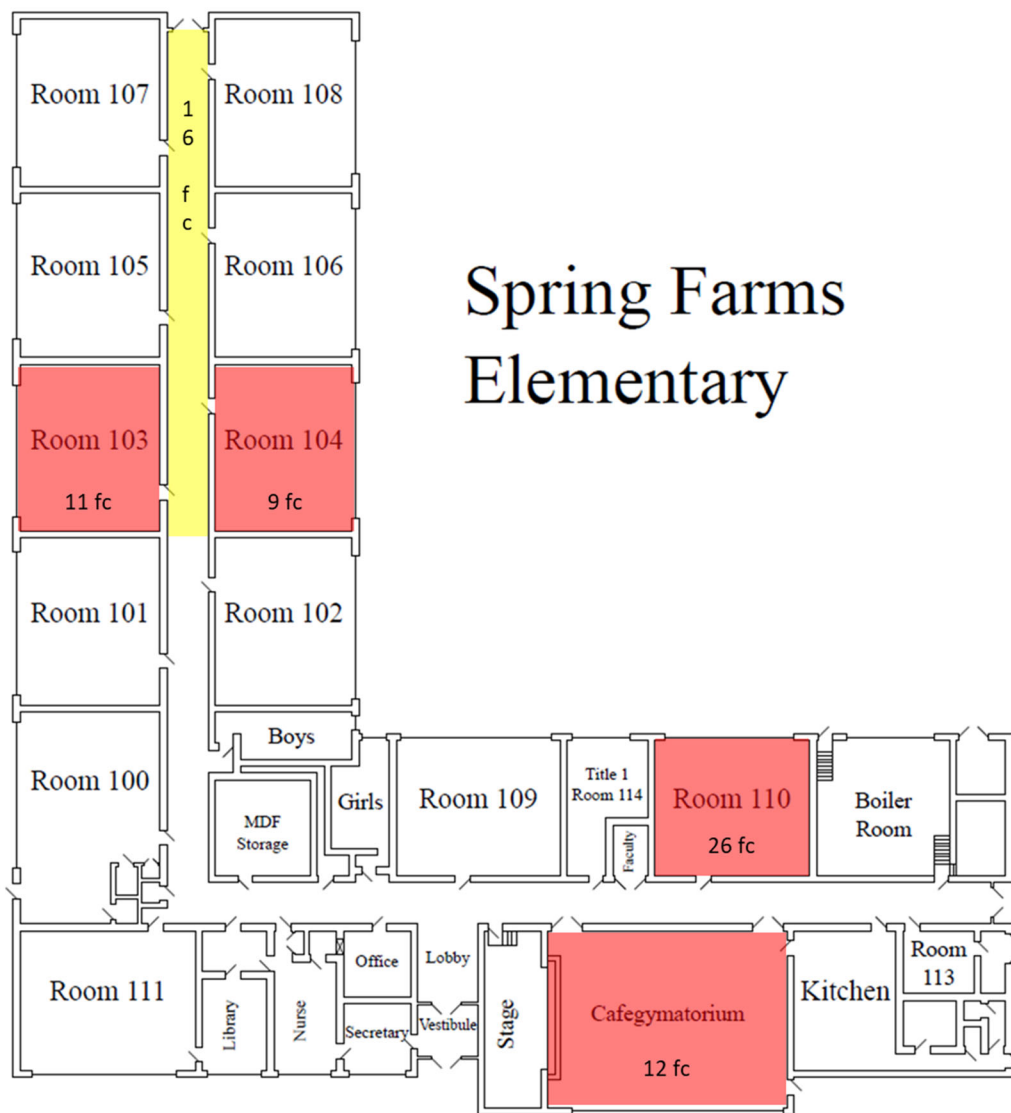 Room 107
Room 108
1
6
f
c
Room 105
Room 106
Spring Farms
Elementary
Room 103
11 fc
Room 104
9 fc
Room 101
Room 102
Boys
Room 100
MDF
Storage
Girls
Room 109
Title 1
Room 114
Faculty
Room 110
26 fc
Boiler
Room
Room 111
Library
Nurse
Office
Secretary
Lobby
Vestibule
Stage
Cafegymatorium
12 fc
Kitchen
Room
113